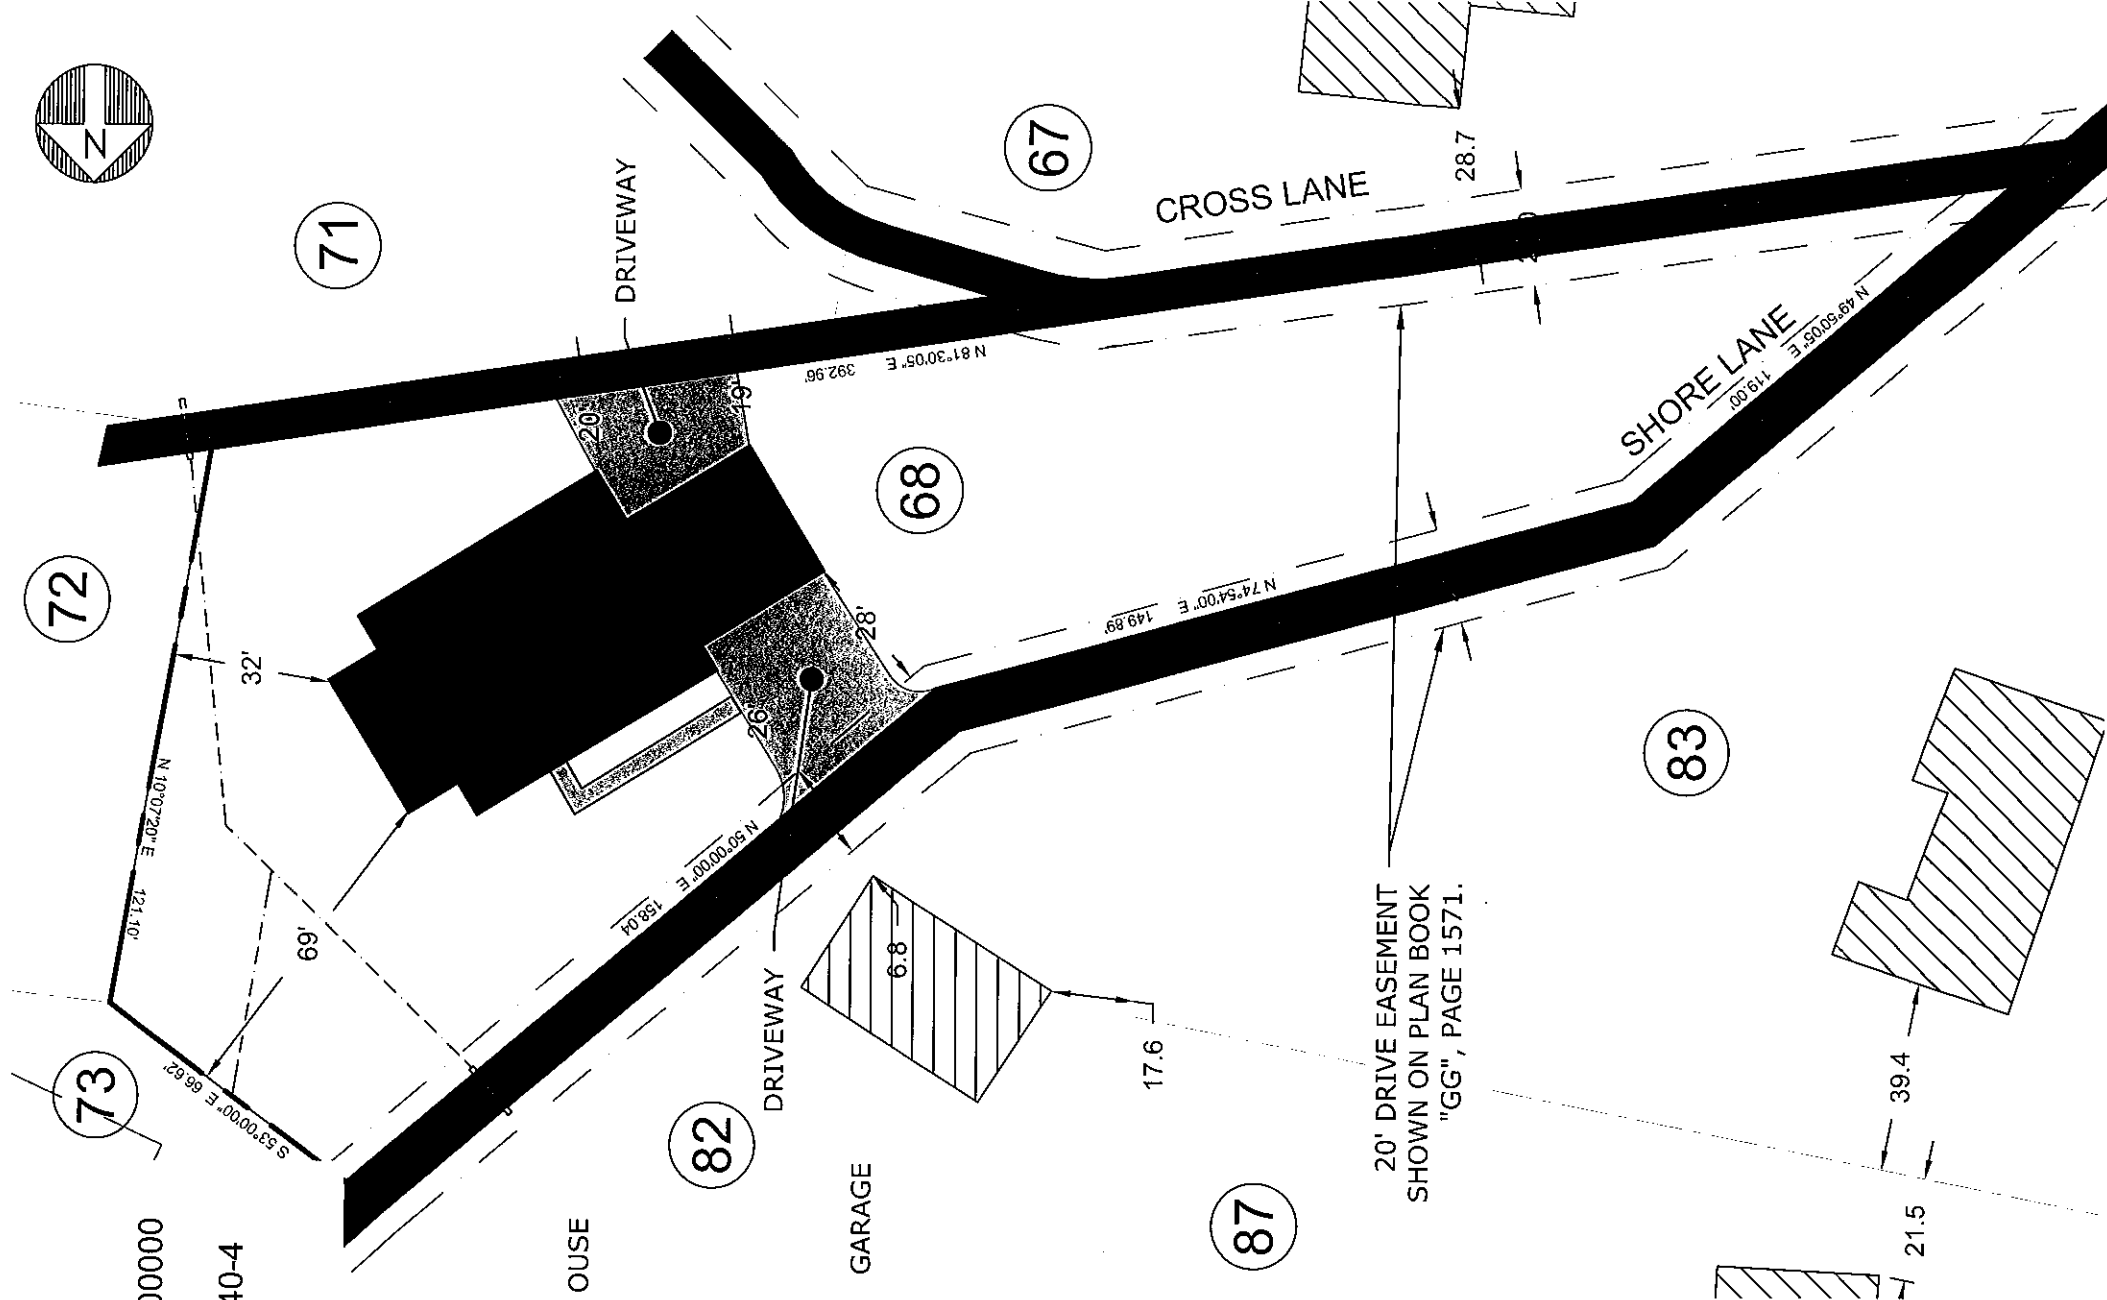 N
71
72
73
67
68
82
83
87
DRIVEWAY
CROSS LANE
28.7
20'
19'
N 81°30'05" E
392.96'
SHORE LANE
N 49°50'05" E
119.00'
32'
28'
26'
N 74°54'00" E
149.89'
N 10°07'20" E
121.10'
69'
N 50°00'00" E
158.04
S 53°00'00" E 66.62'
DRIVEWAY
6.8
17.6
20' DRIVE EASEMENT
SHOWN ON PLAN BOOK
"GG", PAGE 1571.
39.4
21.5
00000
40-4
OUSE
GARAGE